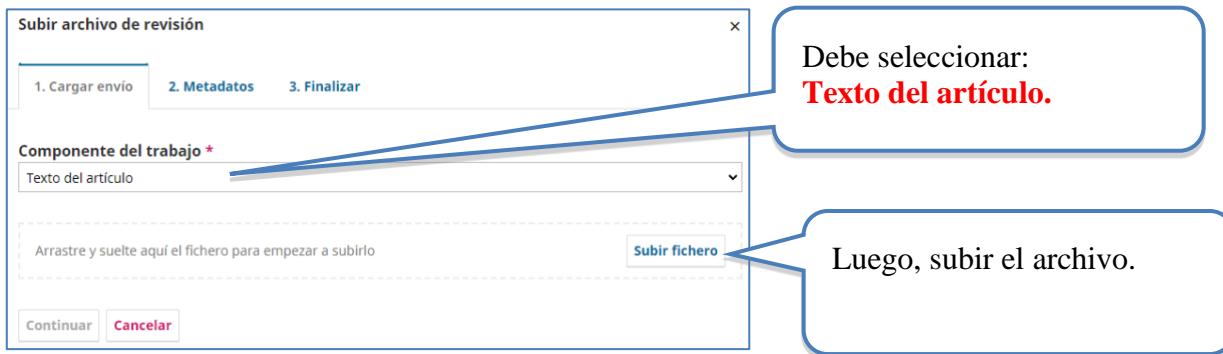 Subir archivo de revisión ×
1. Cargar envío 2. Metadatos 3. Finalizar
Componente del trabajo *
Texto del artículo
Arrastre y suelte aquí el fichero para empezar a subirlo
Subir fichero
Continuar Cancelar
Debe seleccionar:
Texto del artículo.
Luego, subir el archivo.